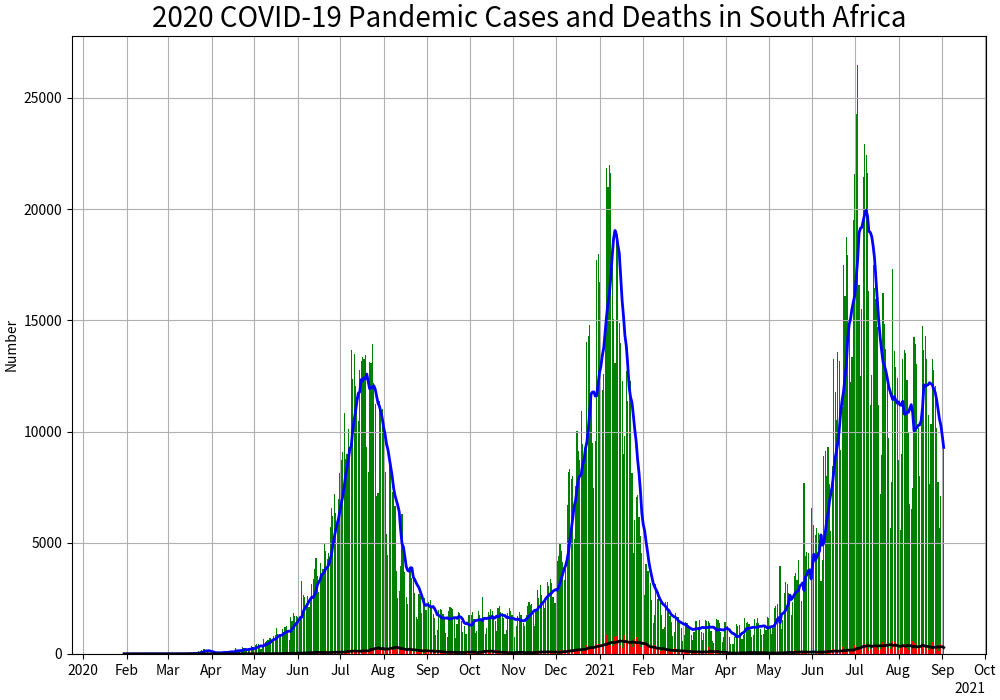 2020 COVID-19 Pandemic Cases and Deaths in South Africa
Number
25000
20000
15000
10000
5000
0
2020 Feb Mar Apr May Jun Jul Aug Sep Oct Nov Dec 2021 Feb Mar Apr May Jun Jul Aug Sep Oct
2021